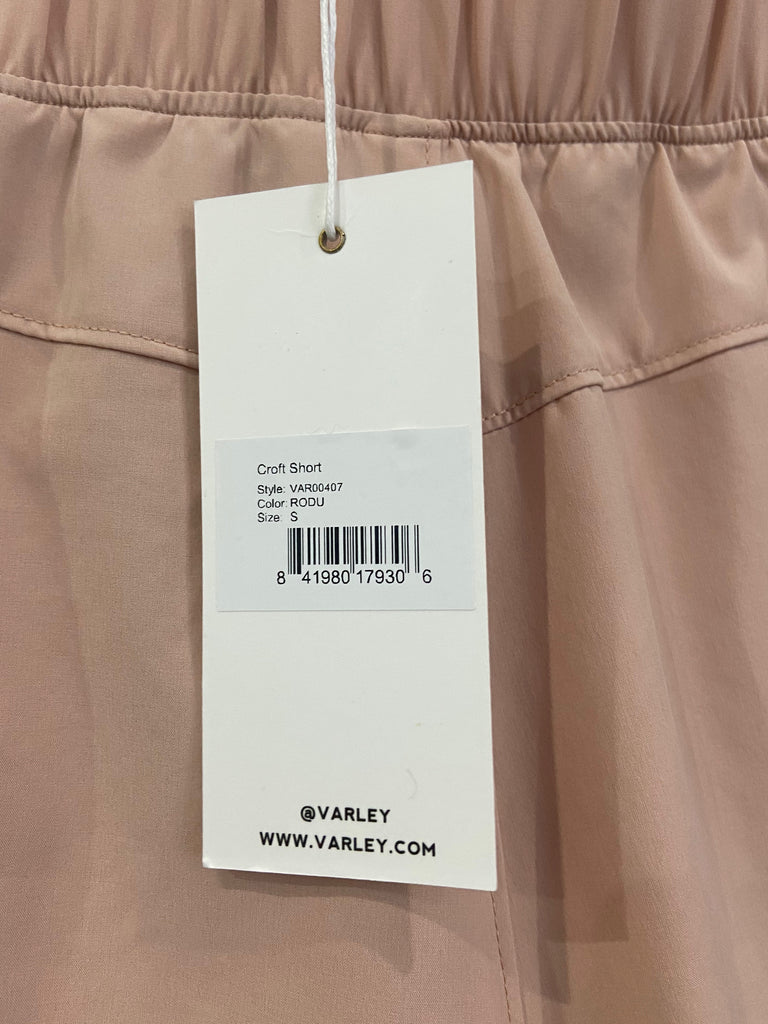 Croft Short
Style: VAR00407
Color: RODU
Size: S
8 41980 17930 6
@VARLEY
WWW.VARLEY.COM